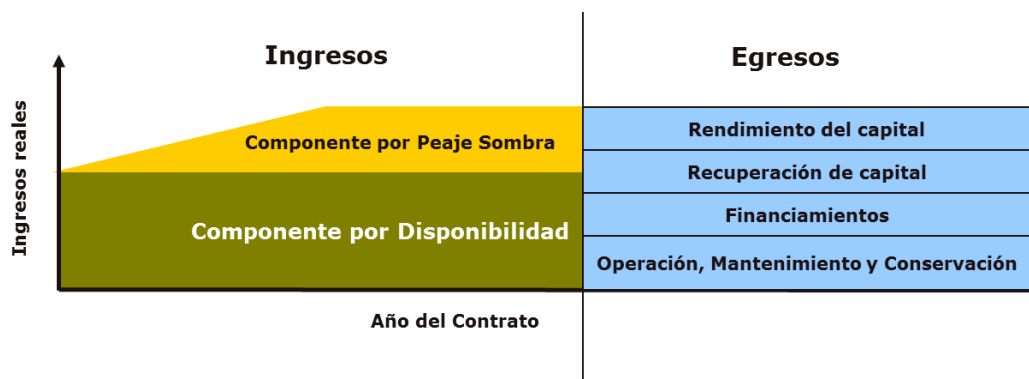 Ingresos
Egresos
Ingresos reales
Componente por Peaje Sombra
Componente por Disponibilidad
Rendimiento del capital
Recuperación de capital
Financiamientos
Operación, Mantenimiento y Conservación
Año del Contrato